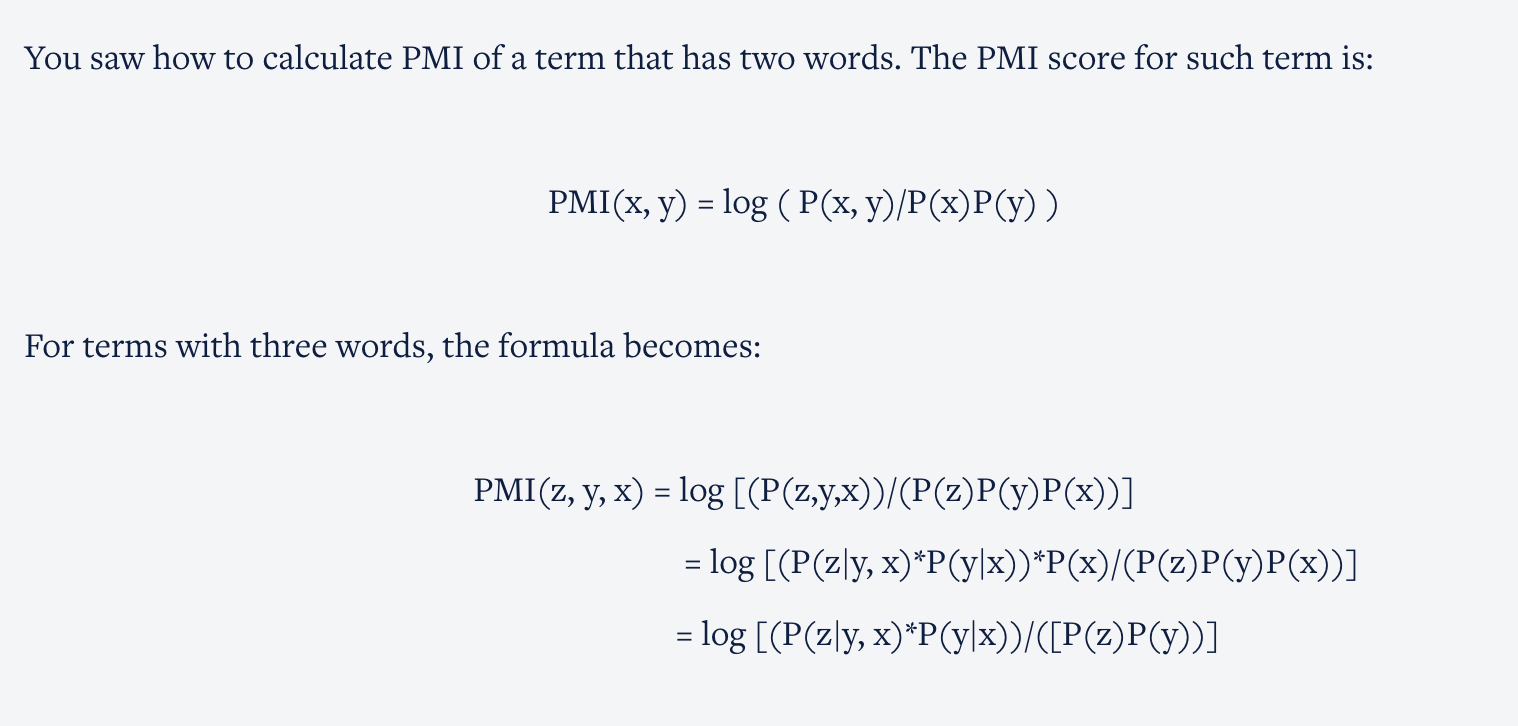 You saw how to calculate PMI of a term that has two words. The PMI score for such term is:
PMI(x, y) = log ( P(x, y)/P(x)P(y) )
For terms with three words, the formula becomes:
PMI(z, y, x) = log [(P(z,y,x))/(P(z)P(y)P(x))]
= log [(P(z|y, x)*P(y|x))*P(x)/(P(z)P(y)P(x))]
= log [(P(z|y, x)*P(y|x))/([P(z)P(y))]